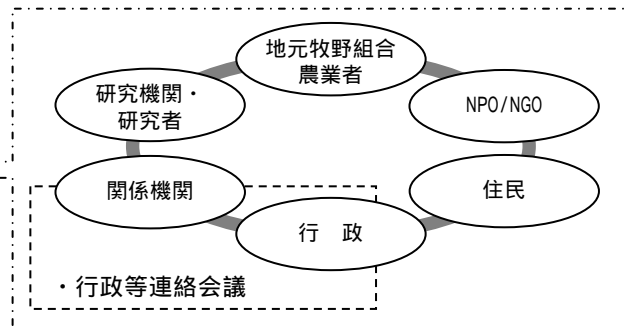 地元牧野組合
農業者
研究機関・
研究者
NPO/NGO
関係機関
住民
行　政
・行政等連絡会議